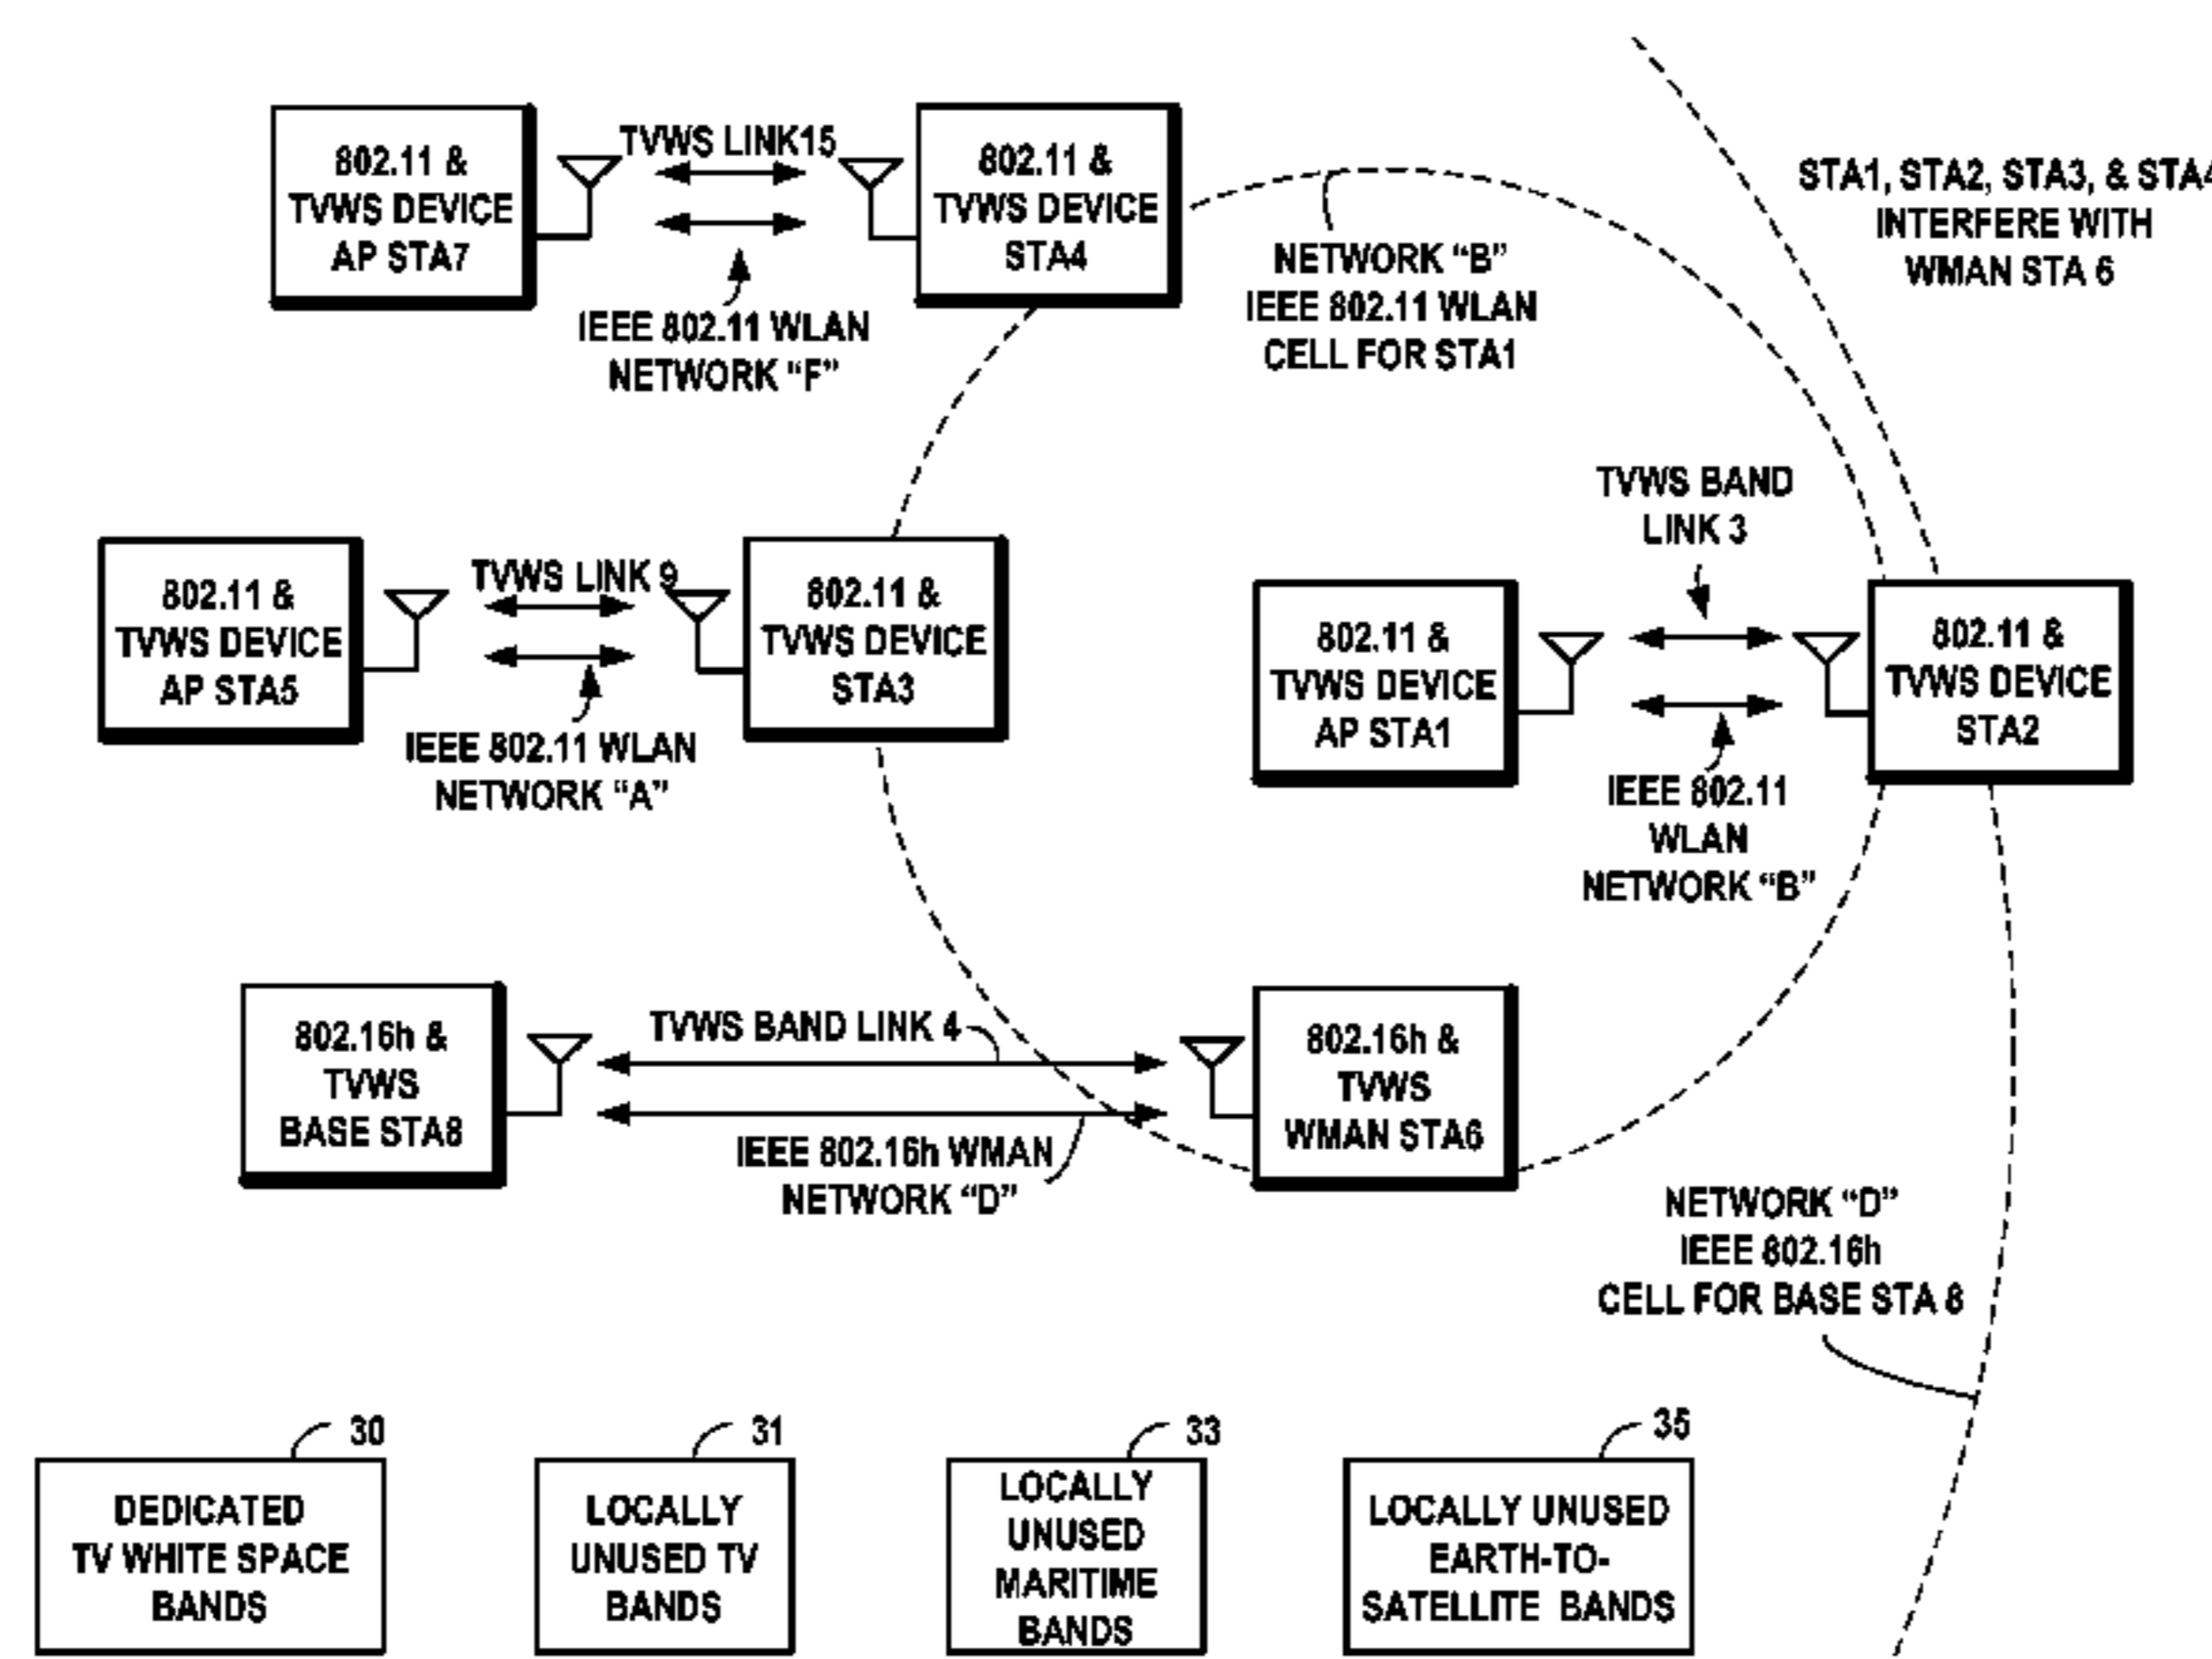 802.11 &
TVWS DEVICE
AP STA7
TVWS LINK15
IEEE 802.11 WLAN
NETWORK “F”
802.11 &
TVWS DEVICE
STA4
NETWORK “B”
IEEE 802.11 WLAN
CELL FOR STA1
STA1, STA2, STA3, & STA4
INTERFERE WITH
WMAN STA 6
802.11 &
TVWS DEVICE
AP STA5
TVWS LINK 9
IEEE 802.11 WLAN
NETWORK “A”
802.11 &
TVWS DEVICE
STA3
802.11 &
TVWS DEVICE
AP STA1
TVWS BAND
LINK 3
IEEE 802.11
WLAN
NETWORK “B”
802.11 &
TVWS DEVICE
STA2
802.16h &
TVWS
BASE STA8
TVWS BAND LINK 4
IEEE 802.16h WMAN
NETWORK “D”
802.16h &
TVWS
WMAN STA6
NETWORK “D”
IEEE 802.16h
CELL FOR BASE STA 8
30
DEDICATED
TV WHITE SPACE
BANDS
31
LOCALLY
UNUSED TV
BANDS
33
LOCALLY
UNUSED
MARITIME
BANDS
35
LOCALLY UNUSED
EARTH-TO-
SATELLITE BANDS